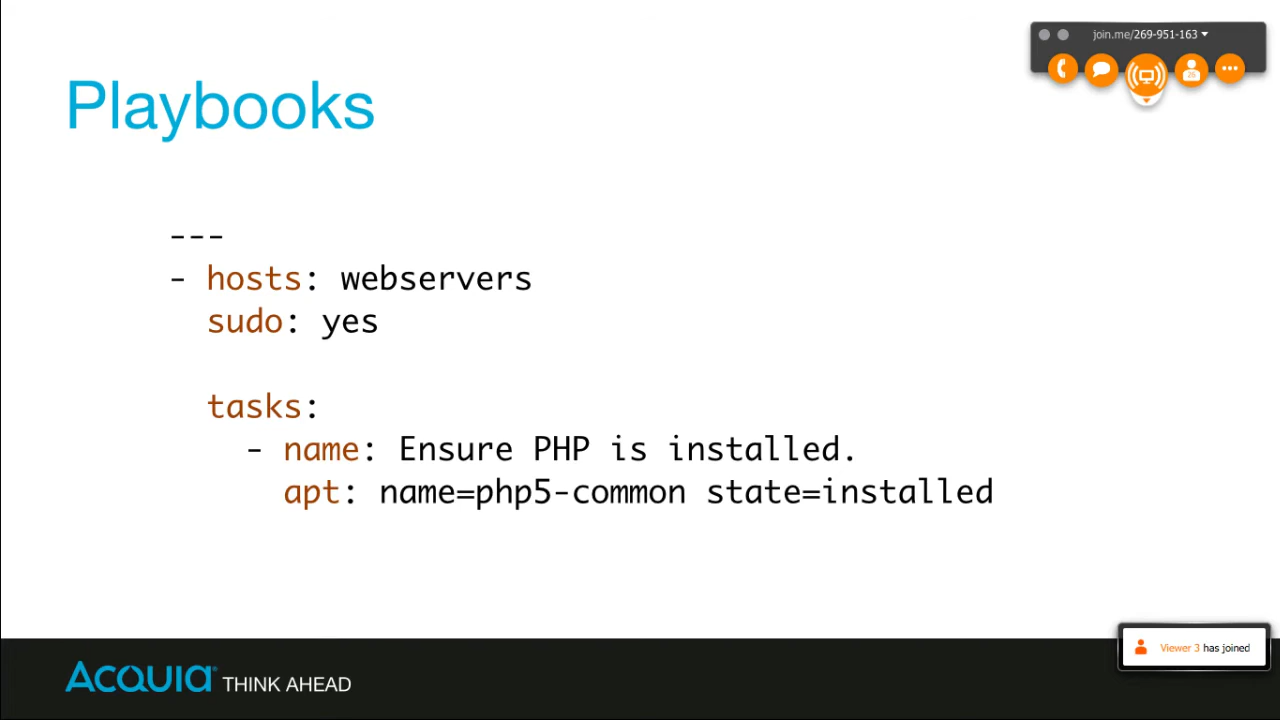 join.me/269-951-163
Playbooks
---
- hosts: webservers
sudo: yes
tasks:
- name: Ensure PHP is installed.
apt: name=php5-common state=installed
Viewer 3 has joined
ACQUIA THINK AHEAD